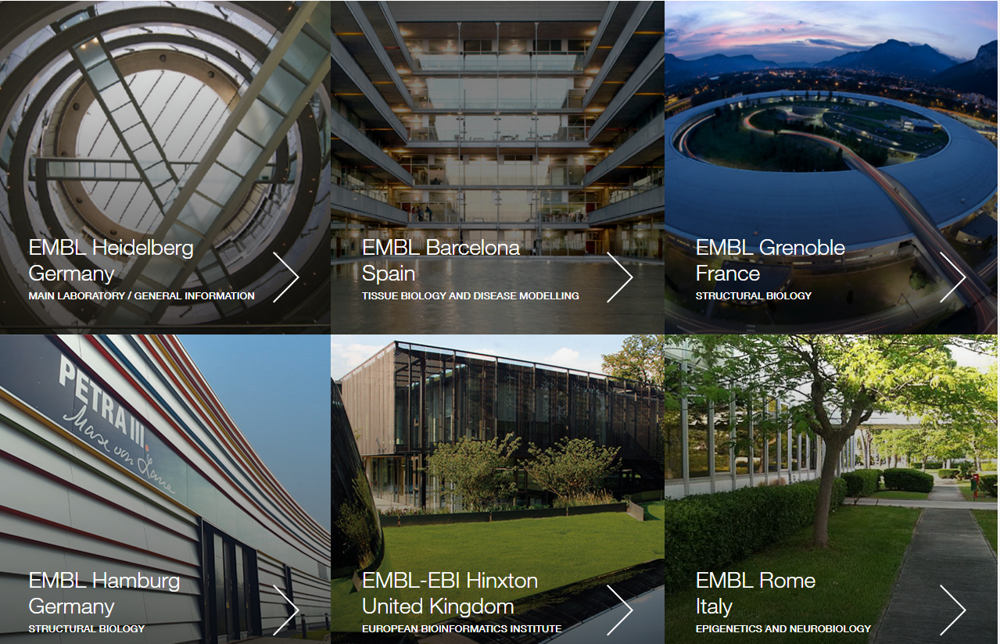 EMBL Heidelberg
Germany
MAIN LABORATORY / GENERAL INFORMATION
EMBL Barcelona
Spain
TISSUE BIOLOGY AND DISEASE MODELLING
EMBL Grenoble
France
STRUCTURAL BIOLOGY
PETRA III
Max von Laue
EMBL Hamburg
Germany
STRUCTURAL BIOLOGY
EMBL-EBI Hinxton
United Kingdom
EUROPEAN BIOINFORMATICS INSTITUTE
EMBL Rome
Italy
EPIGENETICS AND NEUROBIOLOGY